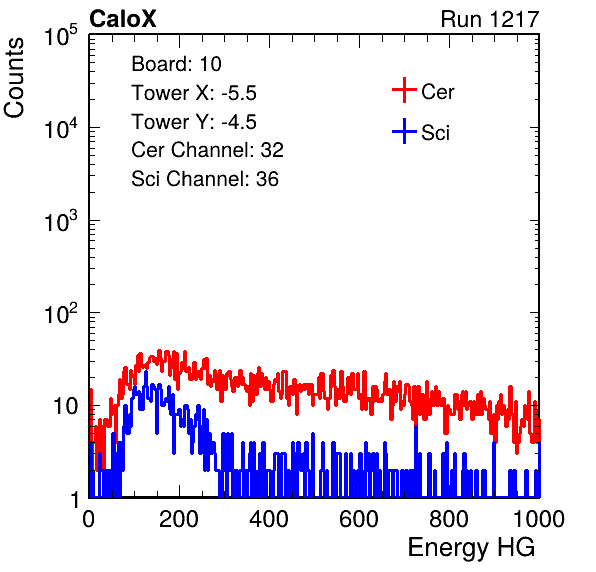 CaloX Run 1217
Counts
10^5
10^4
10^3
10^2
10
1
Board: 10
Tower X: -5.5
Tower Y: -4.5
Cer Channel: 32
Sci Channel: 36
Cer
Sci
0 200 400 600 800 1000
Energy HG